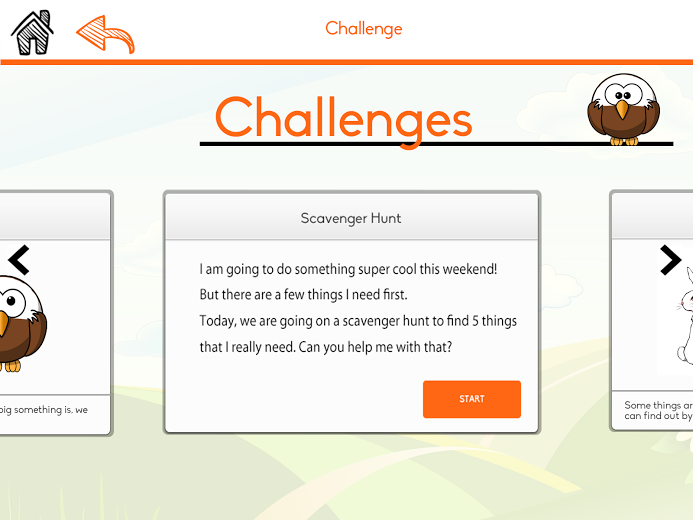 Challenge
Challenges
Scavenger Hunt
I am going to do something super cool this weekend!
But there are a few things I need first.
Today, we are going on a scavenger hunt to find 5 things
that I really need. Can you help me with that?
START
big something is, we
Some things ar
can find out by